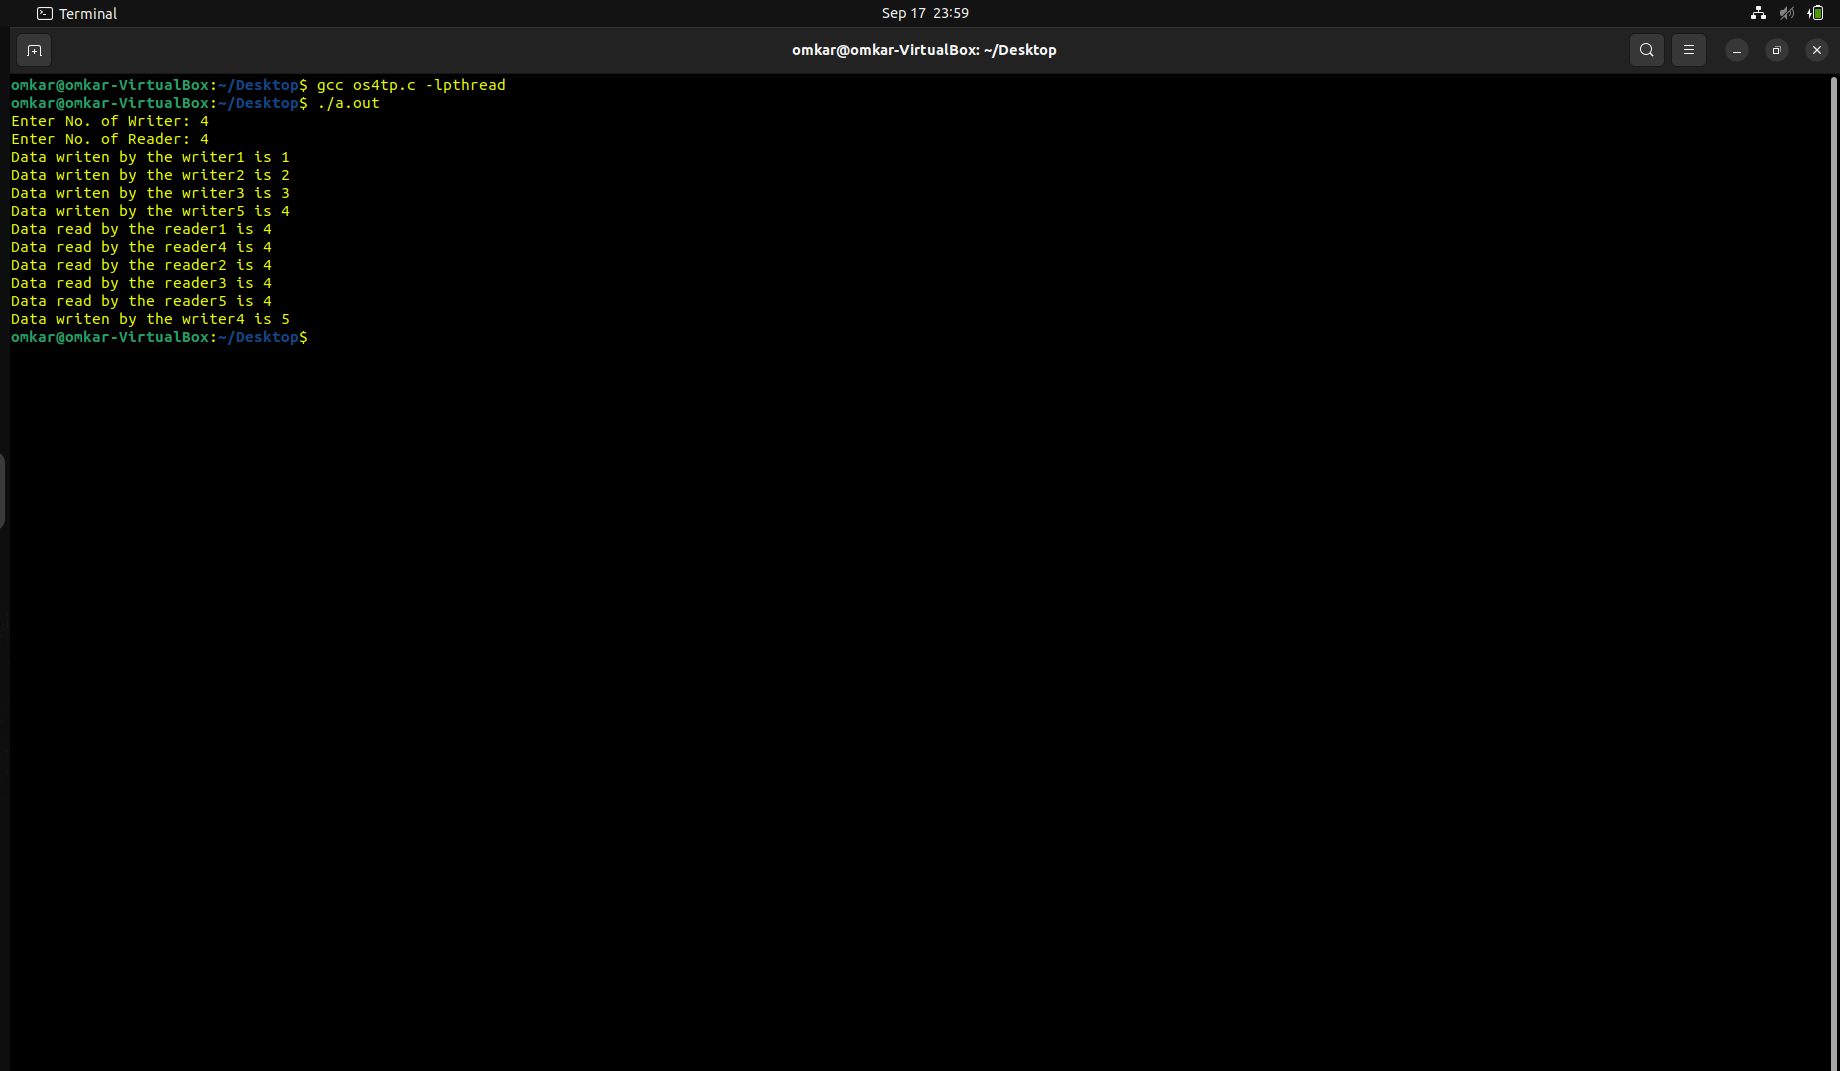 Terminal
Sep 17 23:59
omkar@omkar-VirtualBox: ~/Desktop
omkar@omkar-VirtualBox:~/Desktop$ gcc os4tp.c -lpthread
omkar@omkar-VirtualBox:~/Desktop$ ./a.out
Enter No. of Writer: 4
Enter No. of Reader: 4
Data writen by the writer1 is 1
Data writen by the writer2 is 2
Data writen by the writer3 is 3
Data writen by the writer5 is 4
Data read by the reader1 is 4
Data read by the reader4 is 4
Data read by the reader2 is 4
Data read by the reader3 is 4
Data read by the reader5 is 4
Data writen by the writer4 is 5
omkar@omkar-VirtualBox:~/Desktop$